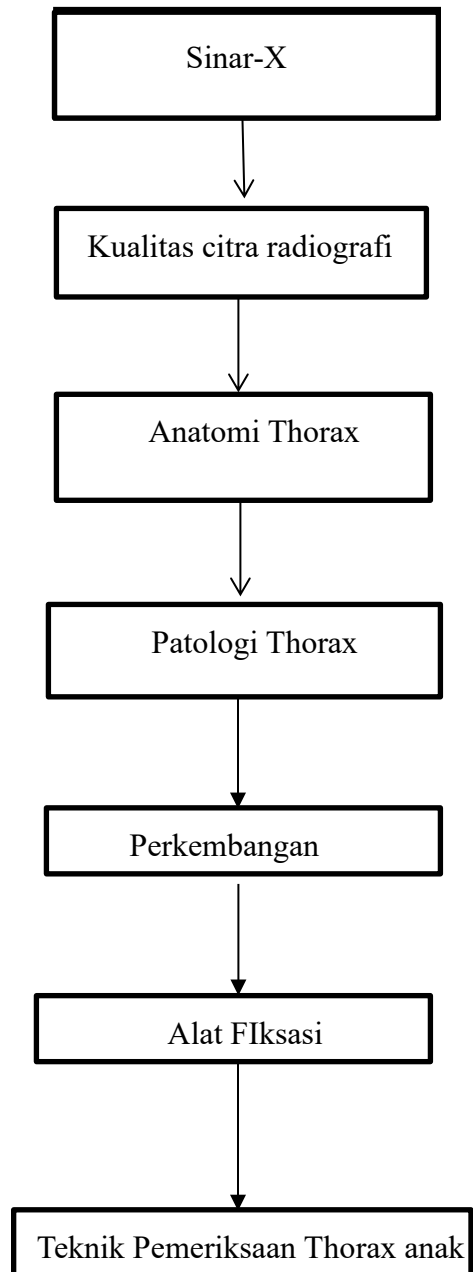 Sinar-X
Kualitas citra radiografi
Anatomi Thorax
Patologi Thorax
Perkembangan
Alat FIksasi
Teknik Pemeriksaan Thorax anak